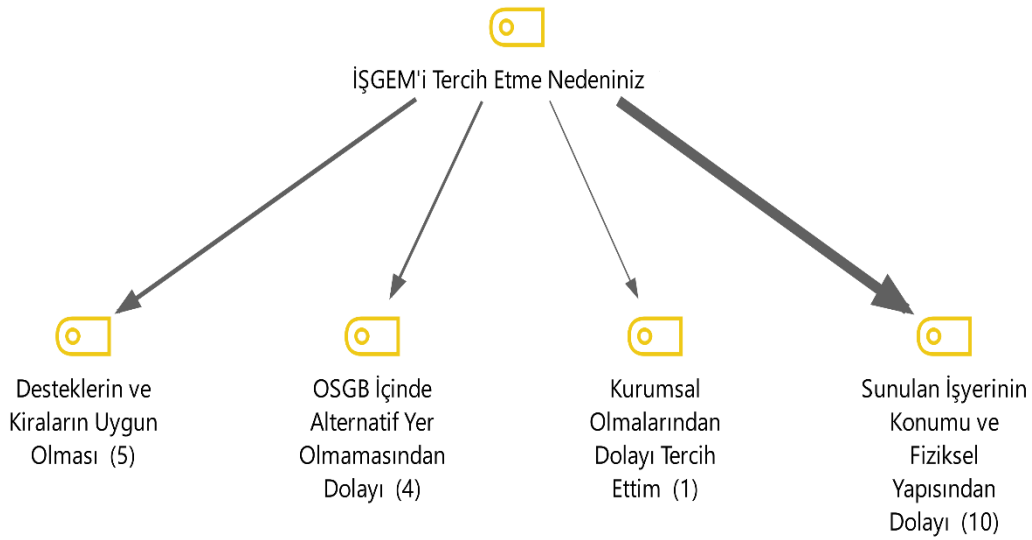 İŞGEM'i Tercih Etme Nedeniniz
Desteklerin ve
Kiraların Uygun
Olması (5)
OSGB İçinde
Alternatif Yer
Olmamasından
Dolayı (4)
Kurumsal
Olmalarından
Dolayı Tercih
Ettim (1)
Sunulan İşyerinin
Konumu ve
Fiziksel
Yapısından
Dolayı (10)